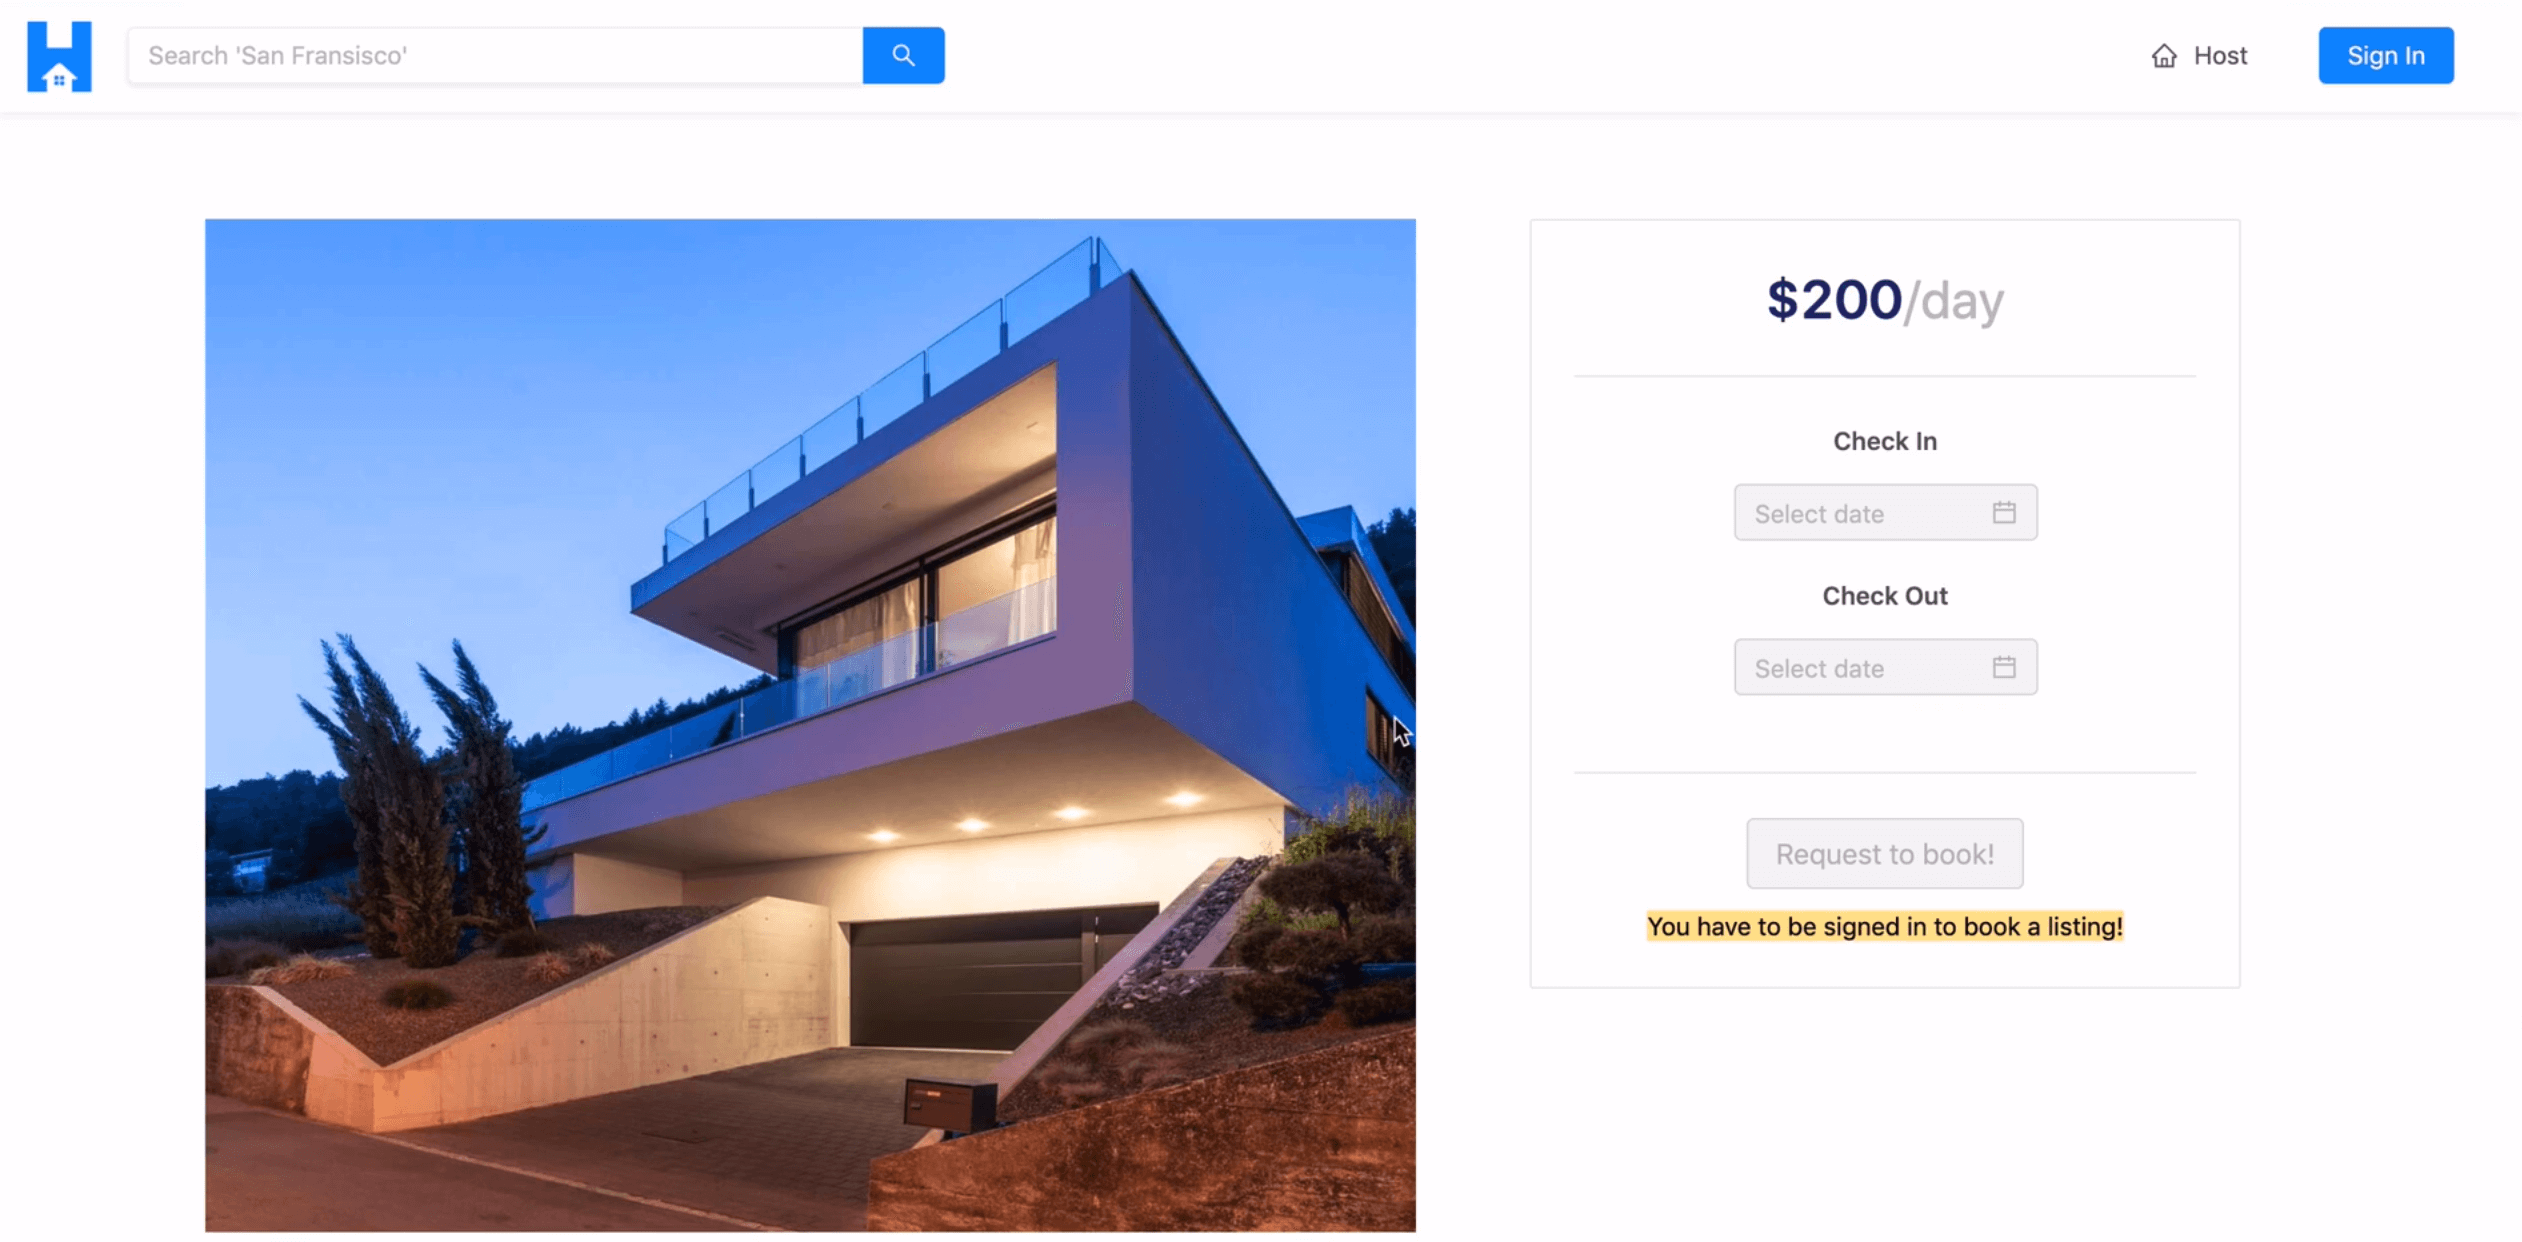 Search 'San Fransisco'
Host
Sign In
$200/day
Check In
Select date
Check Out
Select date
Request to book!
You have to be signed in to book a listing!